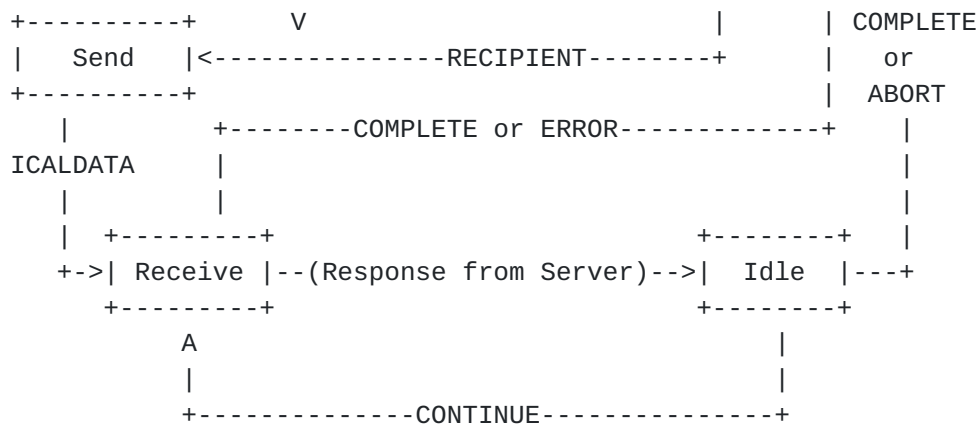 +----------+       V                           |      | COMPLETE
|   Send   |<---------------RECIPIENT--------+      |   or
+----------+                                        |  ABORT
   |         +--------COMPLETE or ERROR-------------+    |
ICALDATA     |                                           |
   |         |                                           |
   |  +---------+                            +--------+  |
   +->| Receive |--(Response from Server)-->|  Idle  |---+
      +---------+                            +--------+
           A                                     |
           |                                     |
           +--------------CONTINUE---------------+